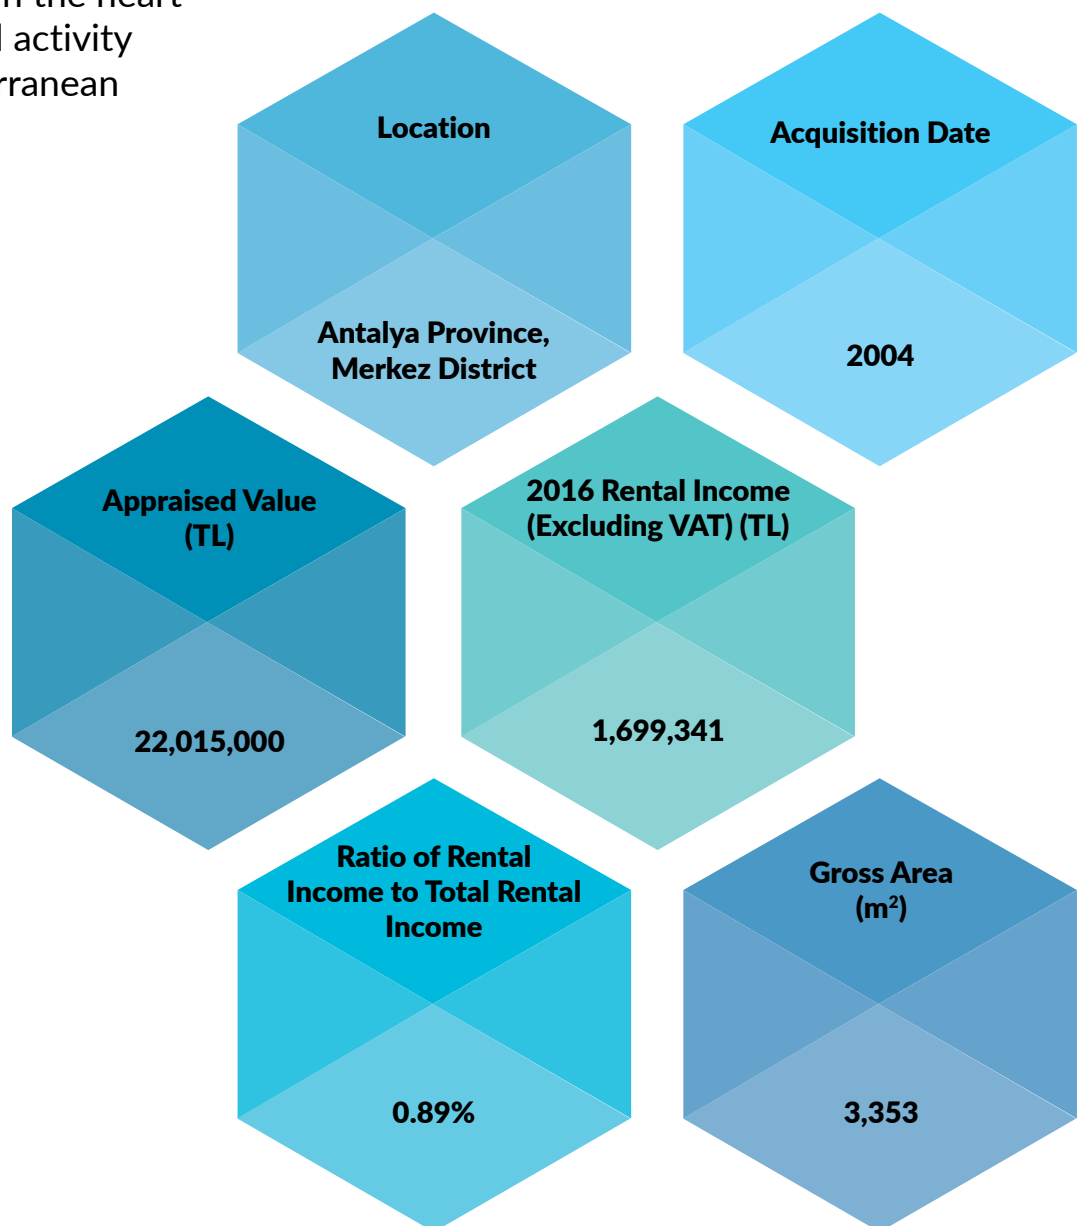 the heart
activity
Location
Antalya Province,
Merkez District
Acquisition Date
2004
Appraised Value
(TL)
22,015,000
2016 Rental Income
(Excluding VAT) (TL)
1,699,341
Ratio of Rental
Income to Total Rental
Income
0.89%
Gross Area
(m²)
3,353